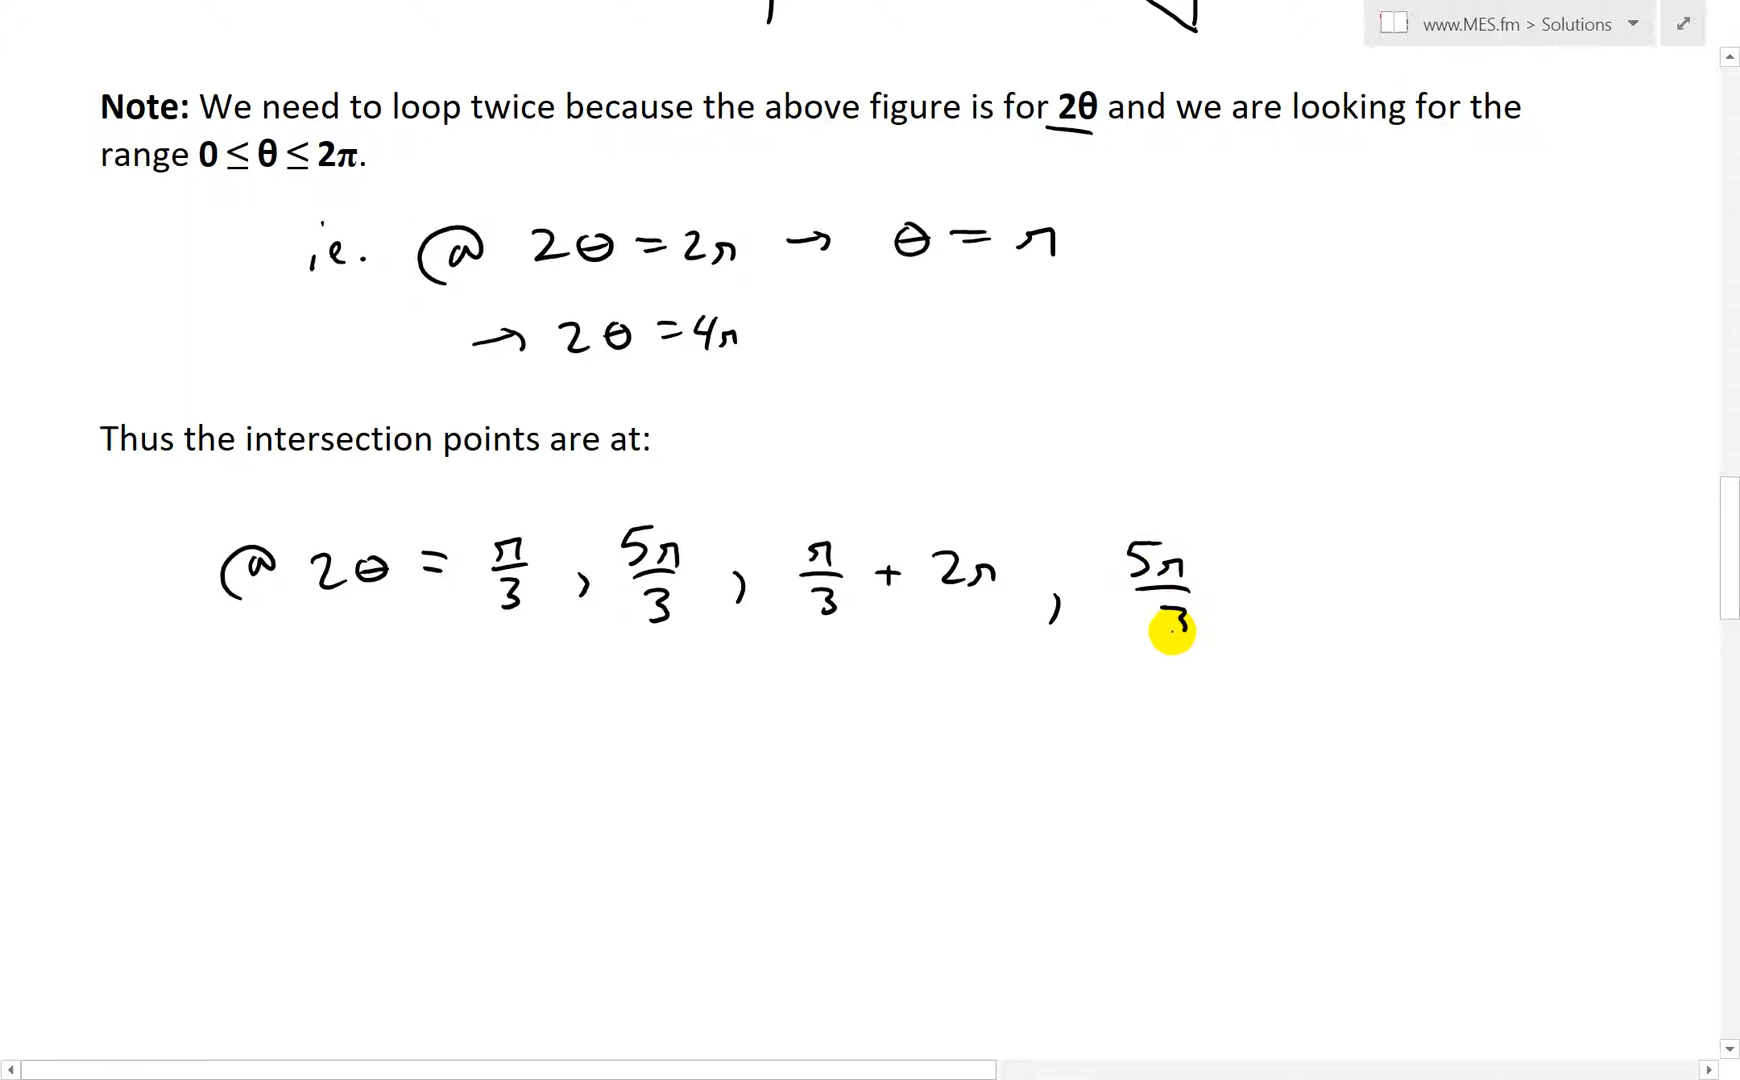 www.MES.fm > Solutions
Note: We need to loop twice because the above figure is for 2θ and we are looking for the
range 0 ≤ θ ≤ 2π.
ie. @ 2θ = 2π → θ = π
→ 2θ = 4π
Thus the intersection points are at:
@ 2θ = π/3 , 5π/3 , π/3 + 2π , 5π/3